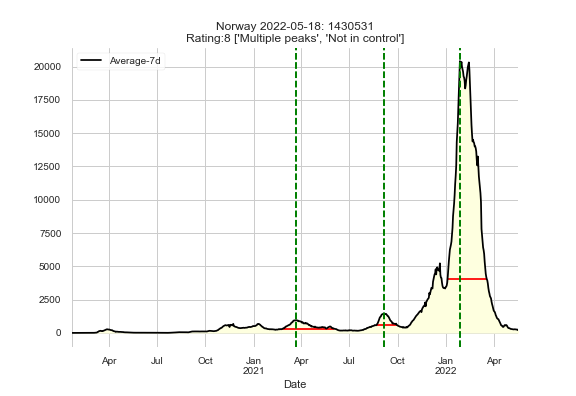 Norway 2022-05-18: 1430531
Rating:8 ['Multiple peaks', 'Not in control']
Average-7d
20000
17500
15000
12500
10000
7500
5000
2500
0
Apr
Jul
Oct
Jan
2021
Apr
Jul
Oct
Jan
2022
Apr
Date